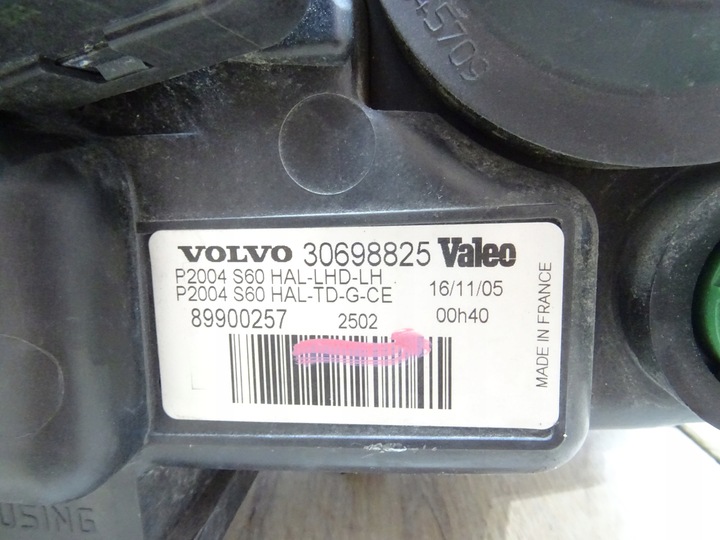 45709
VOLVO 30698825 Valeo
P2004 S60 HAL-LHD-LH
P2004 S60 HAL-TD-G-CE
16/11/05
89900257 2502 00h40
MADE IN FRANCE
USING